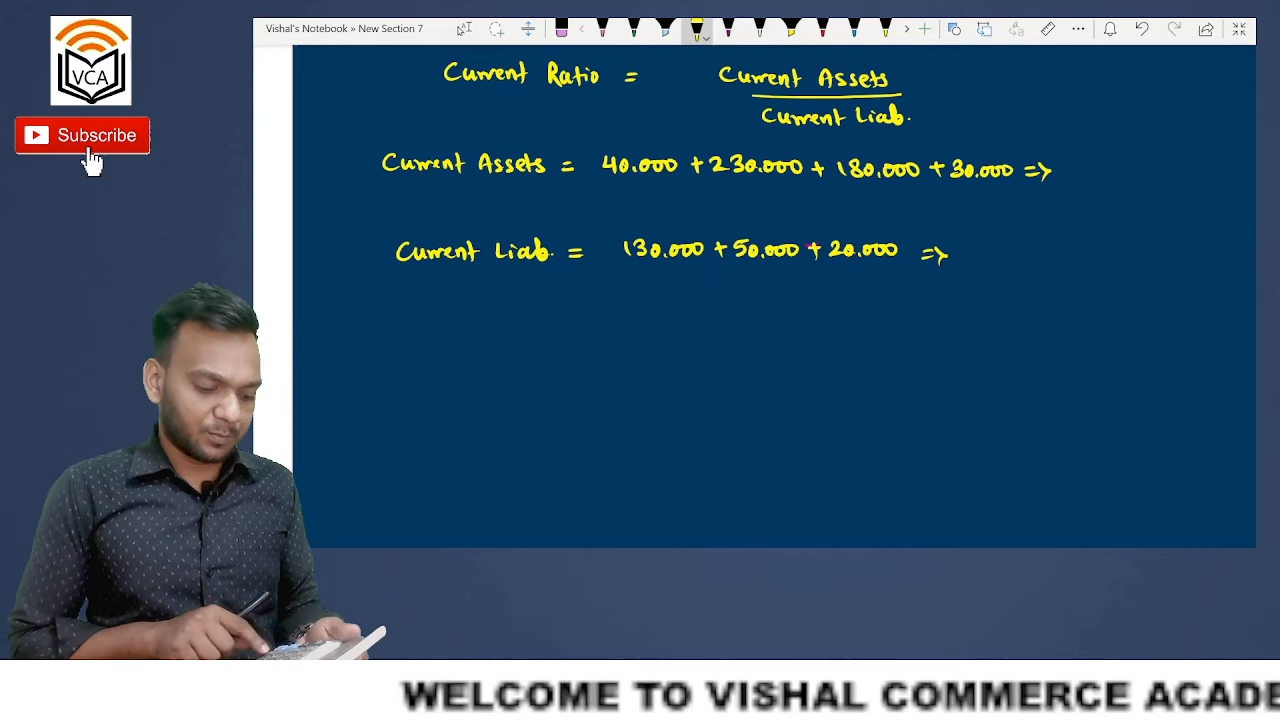 VCA
Subscribe
Vishal's Notebook » New Section 7
Current Ratio = Current Assets
Current Liab.
Current Assets = 40.000 + 230.000 + 180.000 + 30.000 =>
Current Liab. = 130.000 + 50.000 + 20.000 =>
WELCOME TO VISHAL COMMERCE ACADE